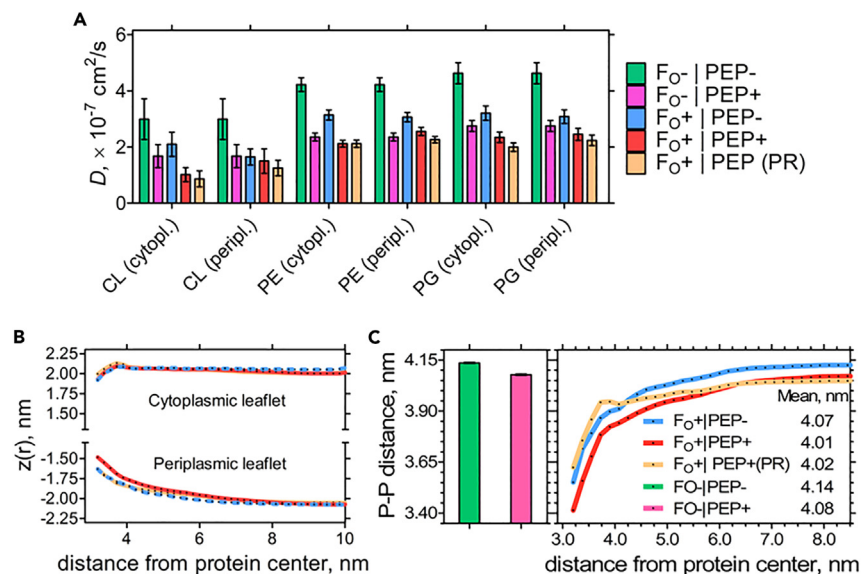 A
D, × 10⁻⁷ cm²/s
6
4
2
0
CL (cytopl.)
CL (peripl.)
PE (cytopl.)
PE (peripl.)
PG (cytopl.)
PG (peripl.)
Fo- | PEP-
Fo- | PEP+
Fo+ | PEP-
Fo+ | PEP+
Fo+ | PEP (PR)
B
z(r), nm
2.25
2.00
1.75
1.50
Cytoplasmic leaflet
-1.50
-1.75
-2.00
-2.25
Periplasmic leaflet
4 6 8 10
distance from protein center, nm
C
P-P distance, nm
4.15
3.90
3.65
3.40
Mean, nm
Fo+|PEP- 4.07
Fo+|PEP+ 4.01
Fo+| PEP+(PR) 4.02
FO-|PEP- 4.14
FO-|PEP+ 4.08
3.0 4.0 5.0 6.0 7.0 8.0
distance from protein center, nm